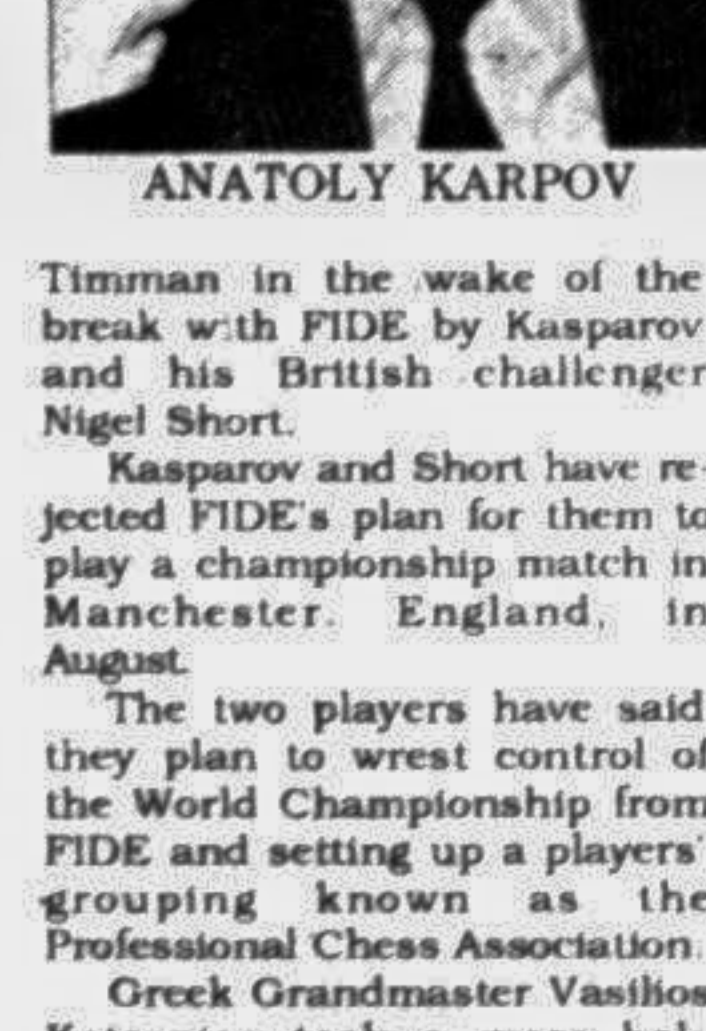 ANATOLY KARPOV
Timman in the wake of the
break with FIDE by Kasparov
and his British challenger
Nigel Short.
Kasparov and Short have re-
jected FIDE's plan for them to
play a championship match in
Manchester. England, in
August.
The two players have said
they plan to wrest control of
the World Championship from
FIDE and setting up a players'
grouping known as the
Professional Chess Association.
Greek Grandmaster Vasilios